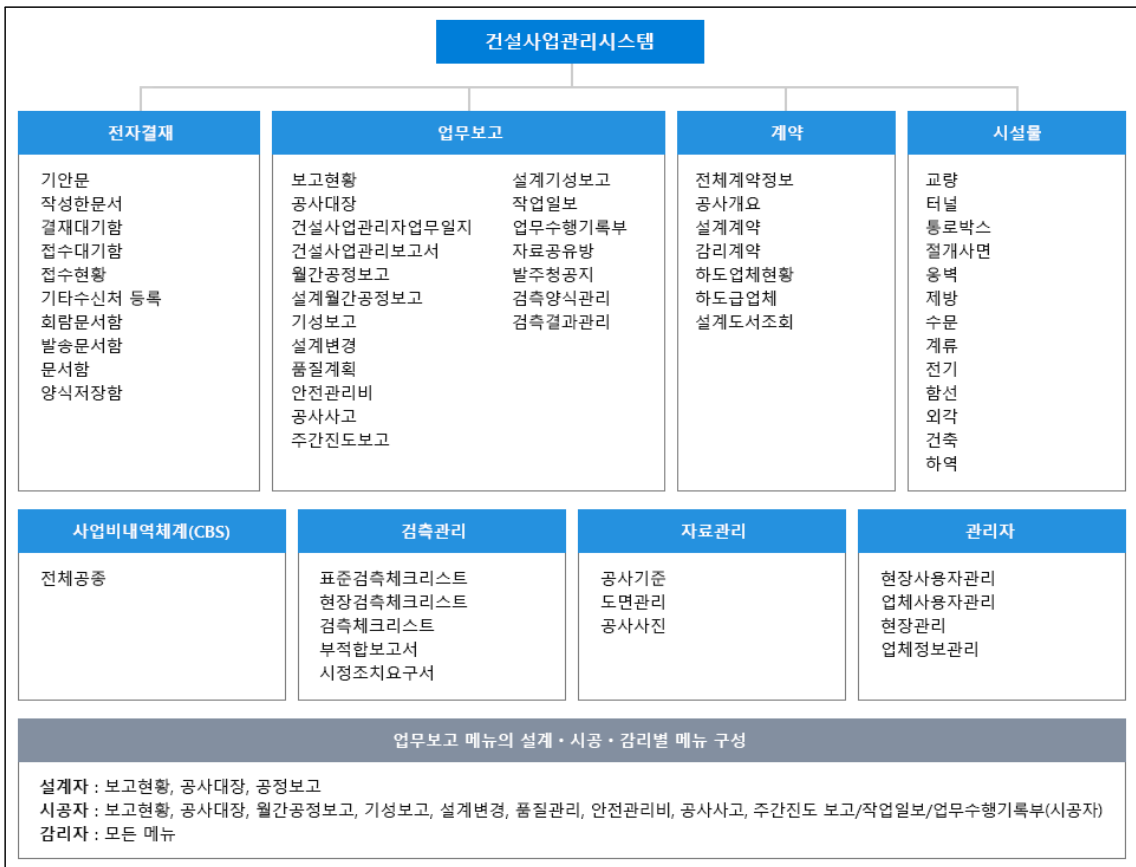 건설사업관리시스템
전자결재
기안문
작성한문서
결재대기함
접수대기함
접수현황
기타수신처 등록
회람문서함
발송문서함
문서함
양식저장함
업무보고
보고현황
공사대장
건설사업관리자업무일지
건설사업관리보고서
월간공정보고
설계월간공정보고
기성보고
설계변경
품질계획
안전관리비
공사사고
주간진도보고
설계기성보고
작업일보
업무수행기록부
자료공유방
발주청공지
검측양식관리
검측결과관리
계약
전체계약정보
공사개요
설계계약
감리계약
하도업체현황
하도급업체
설계도서조회
시설물
교량
터널
통로박스
절개사면
옹벽
제방
수문
계류
전기
함선
외각
건축
하역
사업비내역체계(CBS)
전체공종
검측관리
표준검측체크리스트
현장검측체크리스트
검측체크리스트
부적합보고서
시정조치요구서
자료관리
공사기준
도면관리
공사사진
관리자
현장사용자관리
업체사용자관리
현장관리
업체정보관리
업무보고 메뉴의 설계・시공・감리별 메뉴 구성
설계자 : 보고현황, 공사대장, 공정보고
시공자 : 보고현황, 공사대장, 월간공정보고, 기성보고, 설계변경, 품질관리, 안전관리비, 공사사고, 주간진도 보고/작업일보/업무수행기록부(시공자)
감리자 : 모든 메뉴